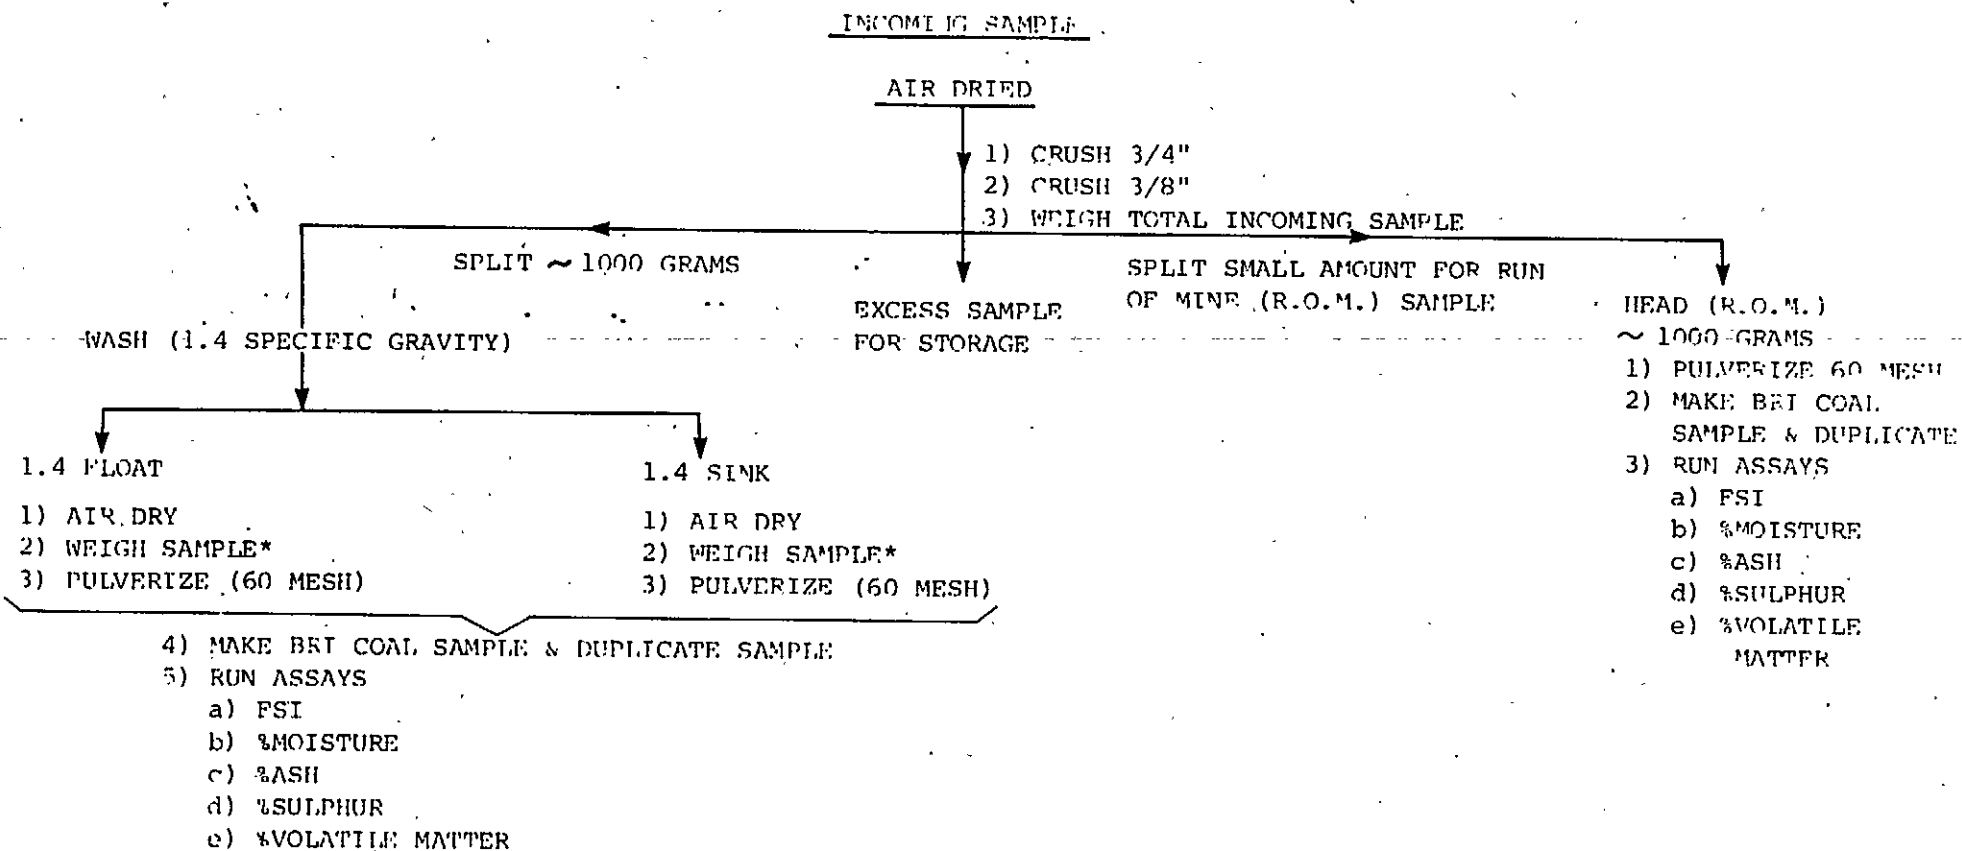 INCOMI IG SAMPLE
AIR DRIED
1) CRUSH 3/4"
2) CRUSH 3/8"
3) WEIGH TOTAL INCOMING SAMPLE
SPLIT ~ 1000 GRAMS
EXCESS SAMPLE
FOR STORAGE
SPLIT SMALL AMOUNT FOR RUN
OF MINE (R.O.M.) SAMPLE
HEAD (R.O.M.)
~ 1000 GRAMS
1) PULVERIZE 60 MESH
2) MAKE BRI COAL
SAMPLE & DUPLICATE
3) RUN ASSAYS
a) FSI
b) %MOISTURE
c) %ASH
d) %SULPHUR
e) %VOLATILE
MATTER
WASH (1.4 SPECIFIC GRAVITY)
1.4 FLOAT
1) AIR DRY
2) WEIGH SAMPLE*
3) PULVERIZE (60 MESH)
1.4 SINK
1) AIR DRY
2) WEIGH SAMPLE*
3) PULVERIZE (60 MESH)
4) MAKE BRI COAL SAMPLE & DUPLICATE SAMPLE
5) RUN ASSAYS
a) FSI
b) %MOISTURE
c) %ASH
d) %SULPHUR
e) %VOLATILE MATTER